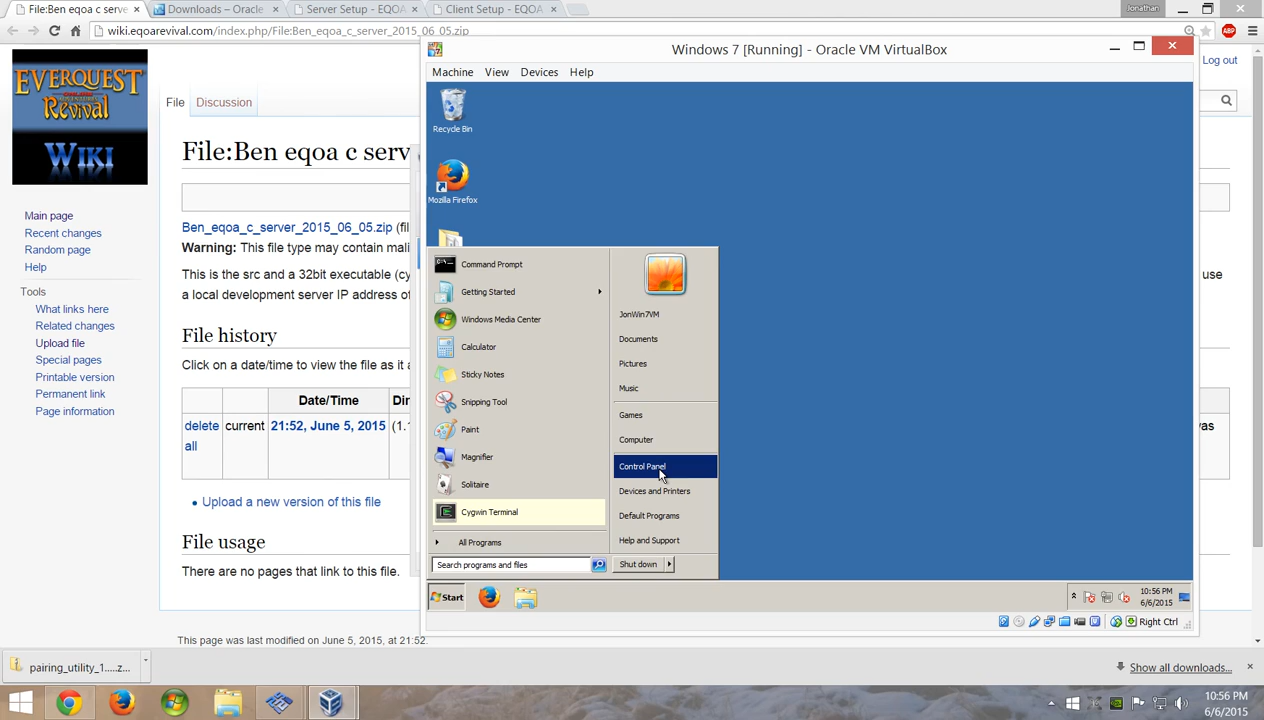 File:Ben eqoa c serve
Downloads – Oracle
Server Setup - EQOA
Client Setup - EQOA
Jonathan
wiki.eqoarevival.com/index.php/File:Ben_eqoa_c_server_2015_06_05.zip
ABP
Windows 7 [Running] - Oracle VM VirtualBox
Log out
EVERQUEST
Revival
WIKI
File
Discussion
Machine
View
Devices
Help
Recycle Bin
Mozilla Firefox
File:Ben eqoa c serv
Main page
Recent changes
Random page
Help
Tools
What links here
Related changes
Upload file
Special pages
Printable version
Permanent link
Page information
Ben_eqoa_c_server_2015_06_05.zip (fil
Warning: This file type may contain mali
This is the src and a 32bit executable (cy
use
a local development server IP address of
File history
Click on a date/time to view the file as it a
Date/Time
Di
delete
all
current
21:52, June 5, 2015
(1.
was
Upload a new version of this file
File usage
There are no pages that link to this file.
This page was last modified on June 5, 2015, at 21:52.
Command Prompt
Getting Started
Windows Media Center
Calculator
Sticky Notes
Snipping Tool
Paint
Magnifier
Solitaire
Cygwin Terminal
All Programs
Search programs and files
JonWin7VM
Documents
Pictures
Music
Games
Computer
Control Panel
Devices and Printers
Default Programs
Help and Support
Shut down
Start
10:56 PM
6/6/2015
Right Ctrl
pairing_utility_1.....z...
Show all downloads...
10:56 PM
6/6/2015